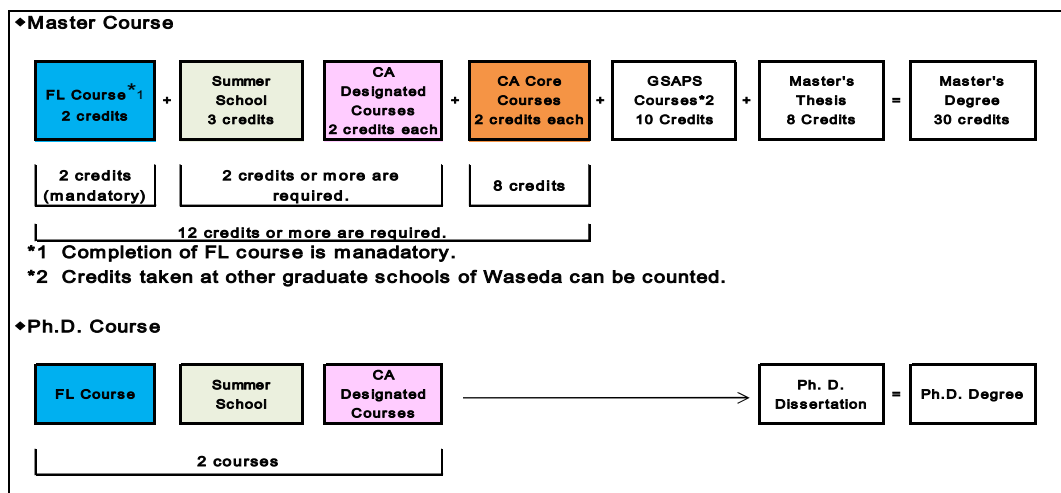 ◆Master Course
FL Course*1
2 credits
+
Summer
School
3 credits
CA
Designated
Courses
2 credits each
+
CA Core
Courses
2 credits each
+
GSAPS
Courses*2
10 Credits
+
Master's
Thesis
8 Credits
=
Master's
Degree
30 credits
2 credits
(mandatory)
2 credits or more are
required.
8 credits
12 credits or more are required.
*1 Completion of FL course is manadatory.
*2 Credits taken at other graduate schools of Waseda can be counted.
◆Ph.D. Course
FL Course
Summer
School
CA
Designated
Courses
Ph. D.
Dissertation
=
Ph.D. Degree
2 courses